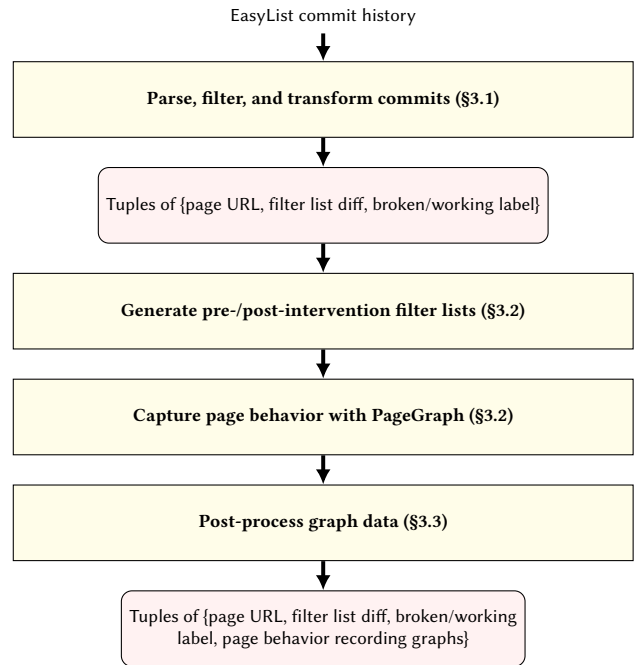 EasyList commit history
Parse, filter, and transform commits (§3.1)
Tuples of {page URL, filter list diff, broken/working label}
Generate pre-/post-intervention filter lists (§3.2)
Capture page behavior with PageGraph (§3.2)
Post-process graph data (§3.3)
Tuples of {page URL, filter list diff, broken/working
label, page behavior recording graphs}